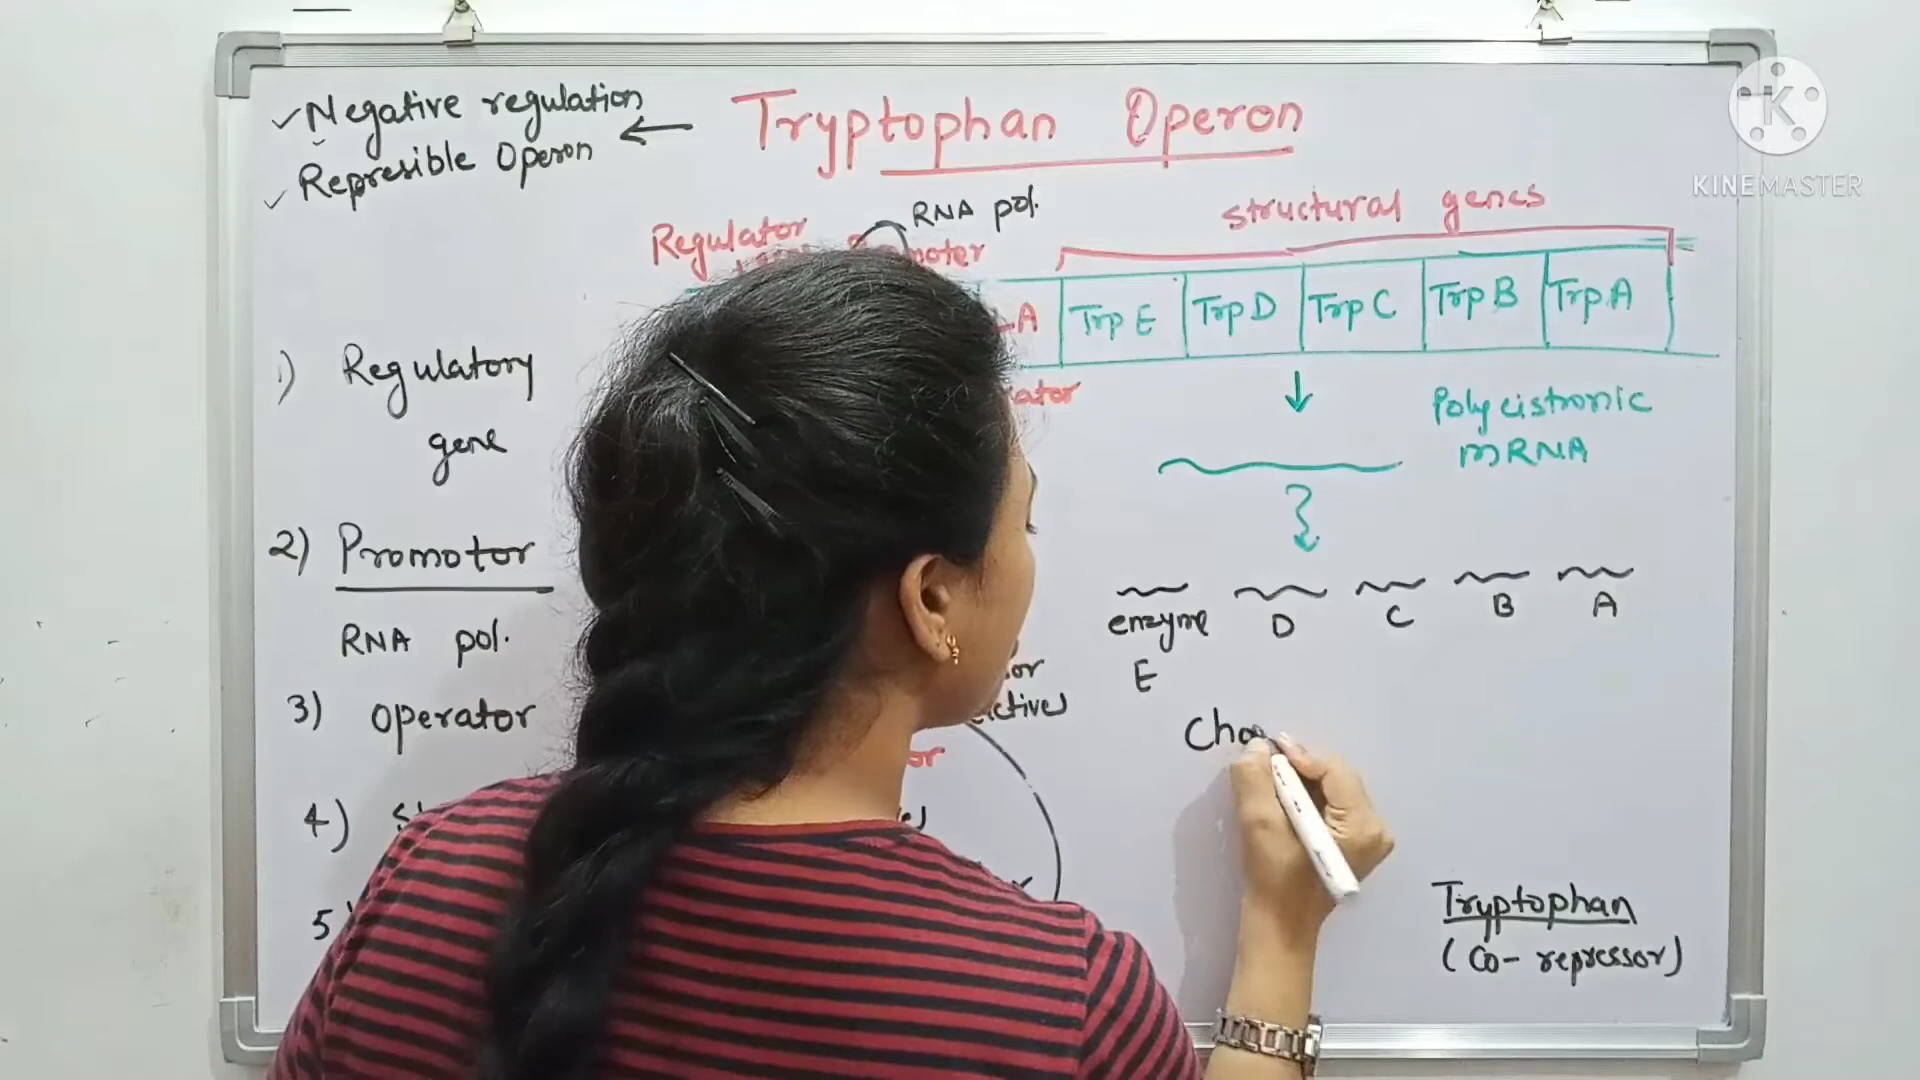 Negative regulation
Represible Operon
Tryptophan Operon
KINEMASTER
RNA pol.
structural genes
Regulator
Trp E
Trp D
Trp C
Trp B
Trp A
1) Regulatory
gene
Polycistronic
mRNA
2) Promotor
RNA pol.
enzyme
E
D
C
B
A
3) Operator
4)
5)
Tryptophan
(Co-repressor)